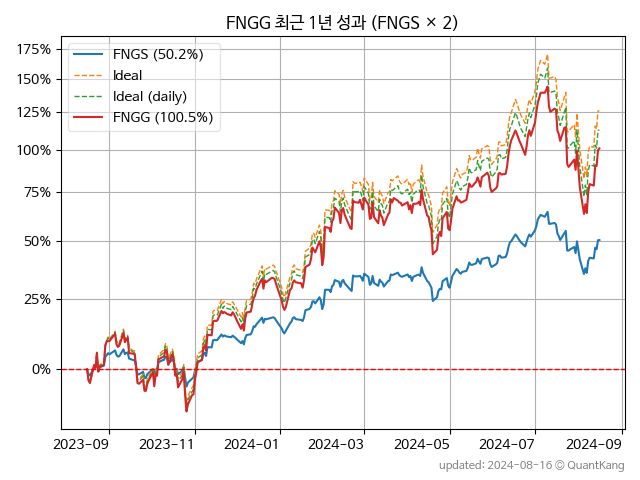 FNGG 최근 1년 성과 (FNGS × 2)
175%
150%
125%
100%
75%
50%
25%
0%
FNGS (50.2%)
Ideal
Ideal (daily)
FNGG (100.5%)
2023-09
2023-11
2024-01
2024-03
2024-05
2024-07
2024-09
updated: 2024-08-16 © QuantKang